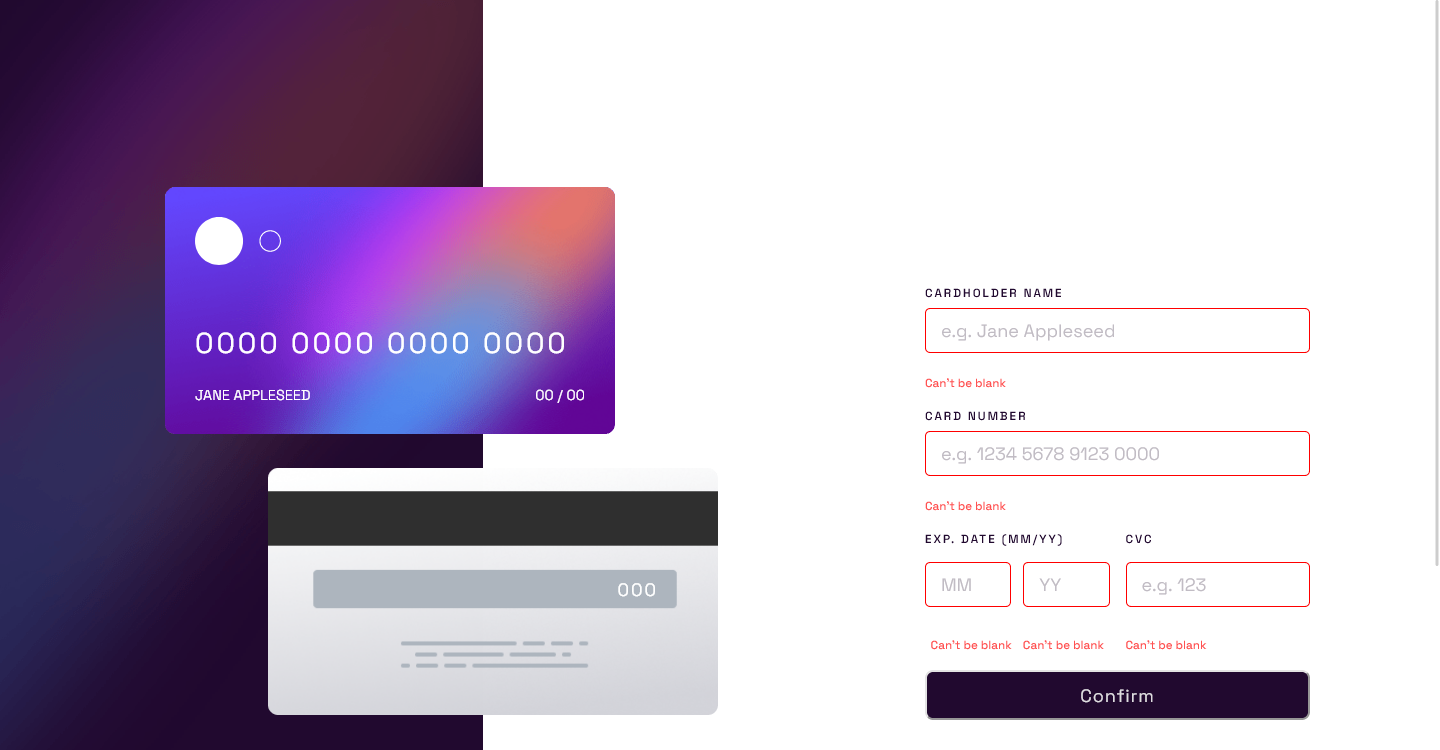 0000 0000 0000 0000
JANE APPLESEED 00 / 00
000
CARDHOLDER NAME
e.g. Jane Appleseed
Can't be blank
CARD NUMBER
e.g. 1234 5678 9123 0000
Can't be blank
EXP. DATE (MM/YY) CVC
MM YY e.g. 123
Can't be blank Can't be blank Can't be blank
Confirm